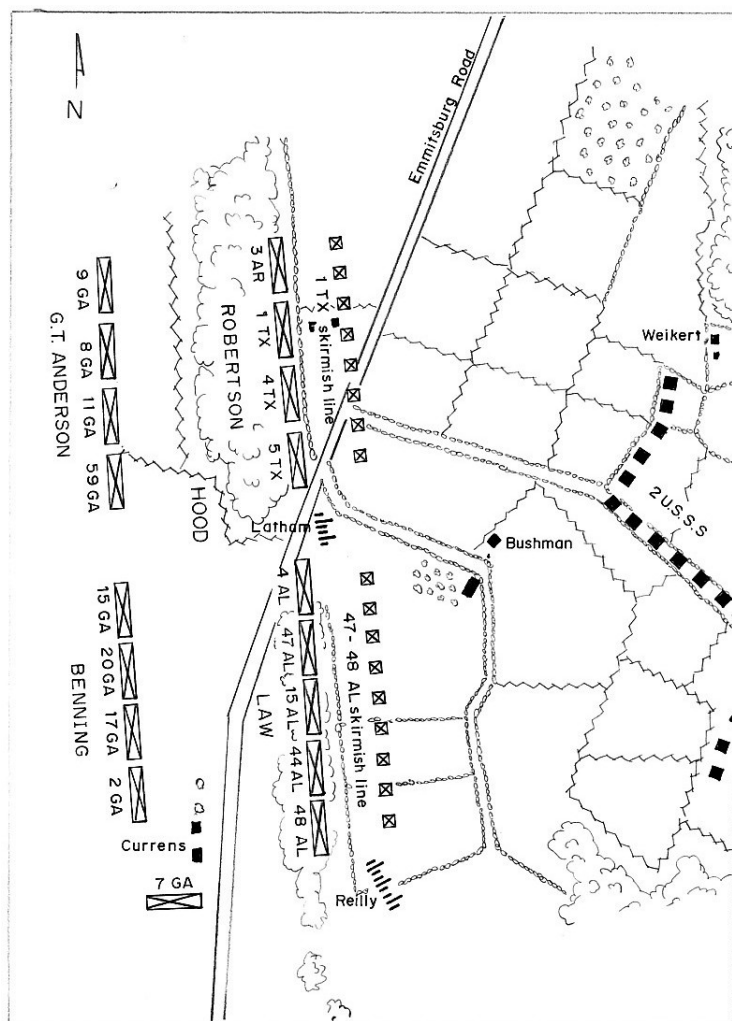 N
Emmitsburg Road
3 AR
1 TX
4 TX
5 TX
ROBERTSON
1 TX
skirmish line
9 GA
8 GA
11 GA
59 GA
G.T. ANDERSON
HOOD
Weikert
2 U.S.S.S
Latham
Bushman
4 AL
47 AL
15 AL
44 AL
48 AL
LAW
47-48 AL skirmish line
15 GA
20 GA
17 GA
2 GA
BENNING
Currens
7 GA
Reilly